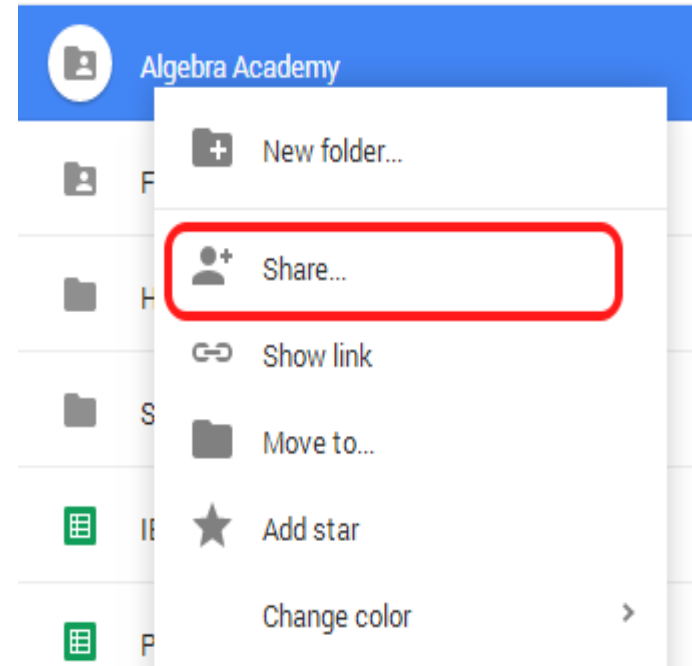 Algebra Academy
New folder...
F
Share...
H
Show link
S
Move to...
Add star
Change color
P